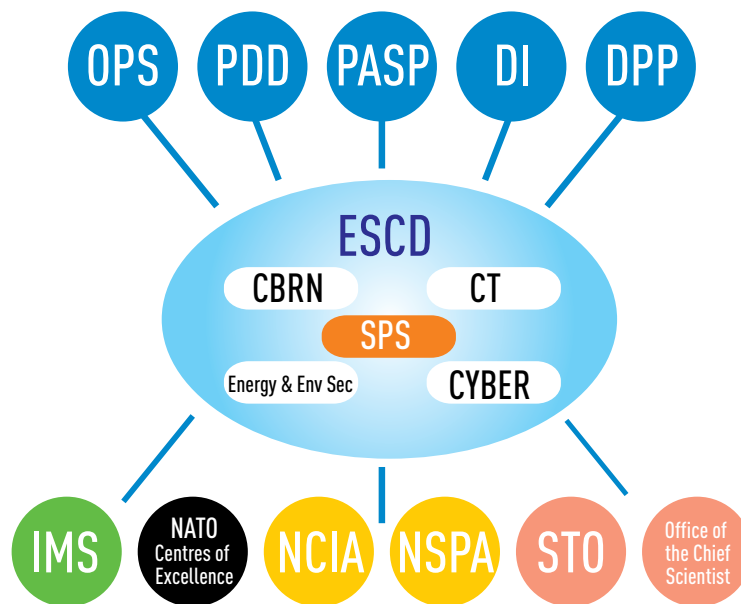 OPS
PDD
PASP
DI
DPP
ESCD
CBRN
CT
SPS
Energy & Env Sec
CYBER
IMS
NATO
Centres of
Excellence
NCIA
NSPA
STO
Office of
the Chief
Scientist